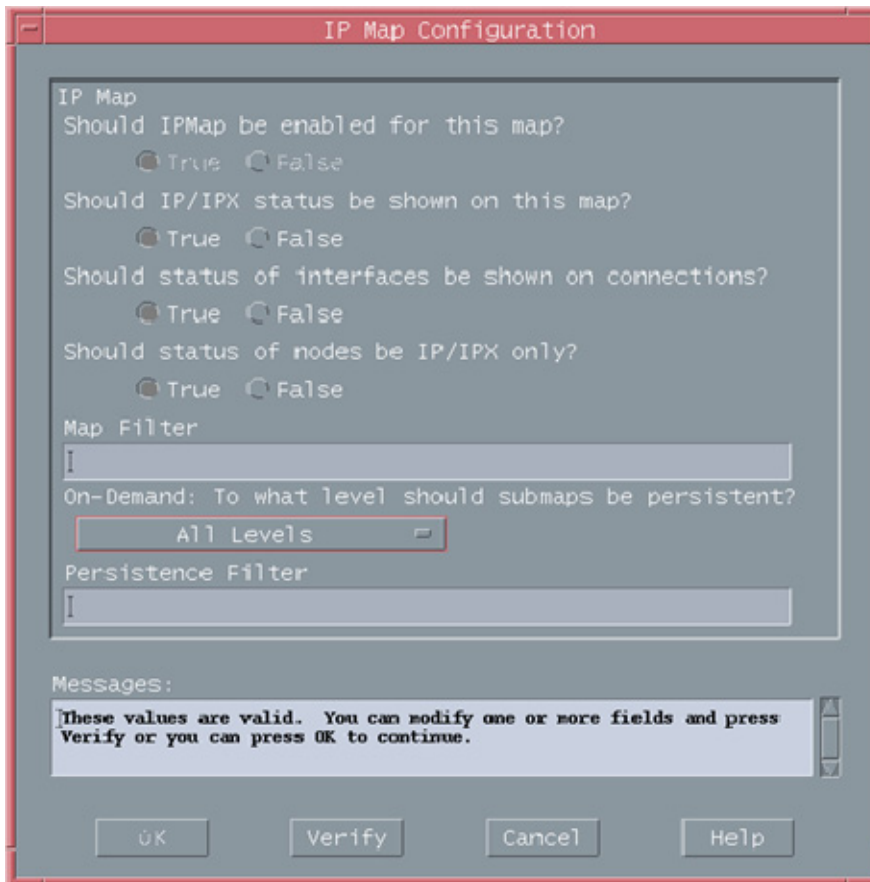 IP Map Configuration
IP Map
Should IPMap be enabled for this map?
True False
Should IP/IPX status be shown on this map?
True False
Should status of interfaces be shown on connections?
True False
Should status of nodes be IP/IPX only?
True False
Map Filter
On-Demand: To what level should submaps be persistent?
All Levels
Persistence Filter
Messages:
These values are valid. You can modify one or more fields and press
Verify or you can press OK to continue.
OK Verify Cancel Help